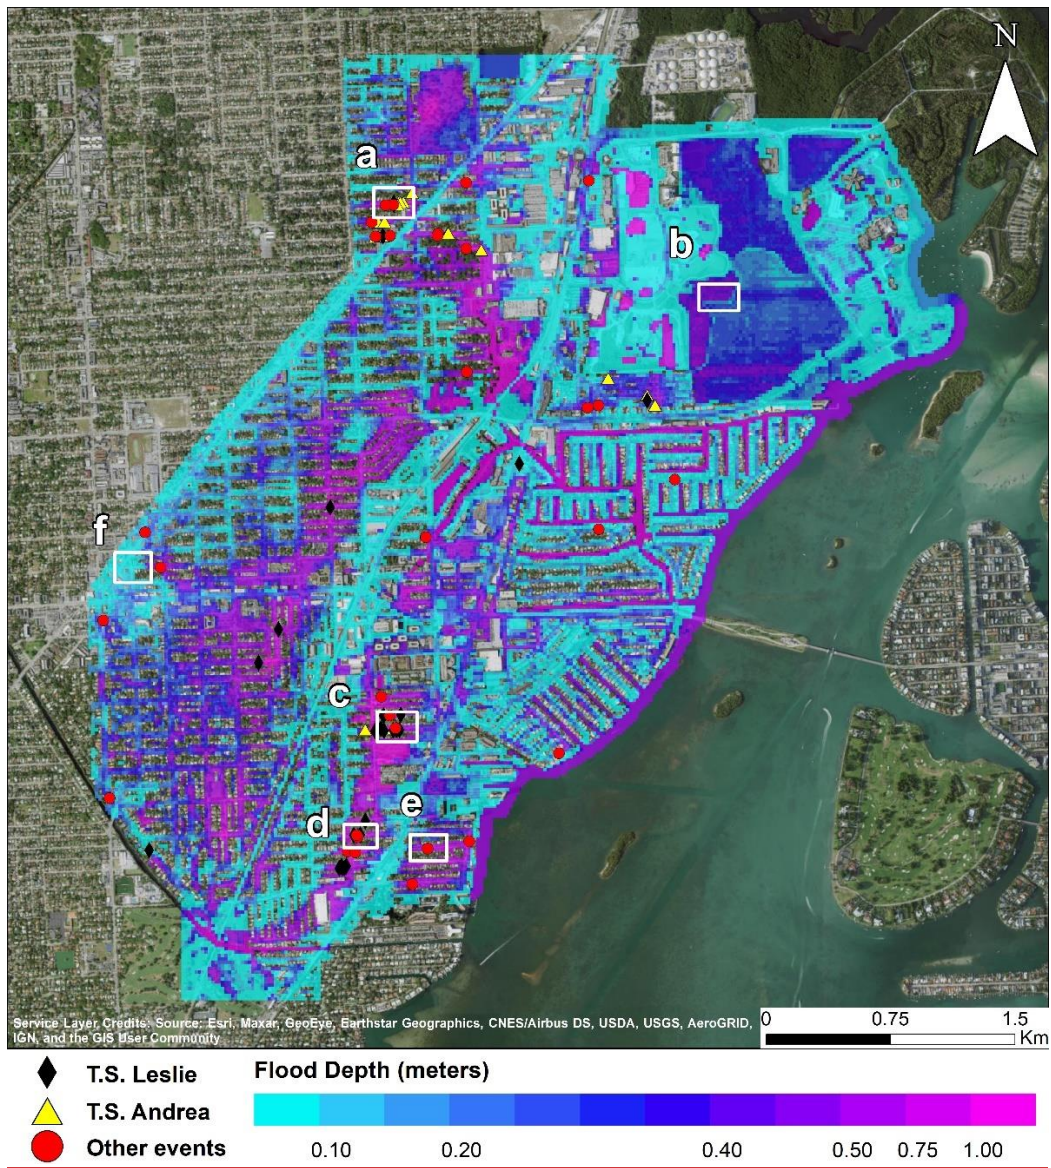 N
a
b
f
c
d
e
Service Layer Credits: Source: Esri, Maxar, GeoEye, Earthstar Geographics, CNES/Airbus DS, USDA, USGS, AeroGRID,
IGN, and the GIS User Community
0 0.75 1.5
Km
T.S. Leslie
T.S. Andrea
Other events
Flood Depth (meters)
0.10 0.20 0.40 0.50 0.75 1.00